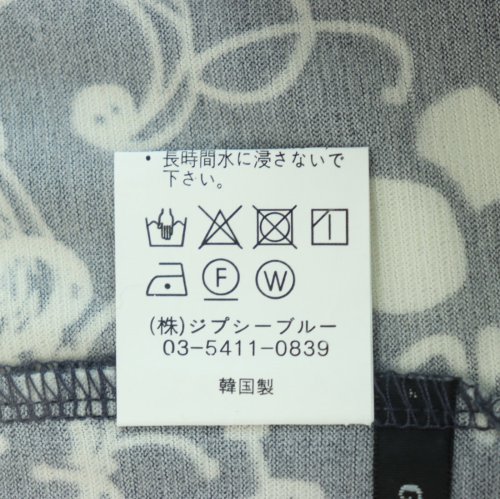 ・長時間水に浸さないで
下さい。
F W
(株)ジプシーブルー
03-5411-0839
韓国製